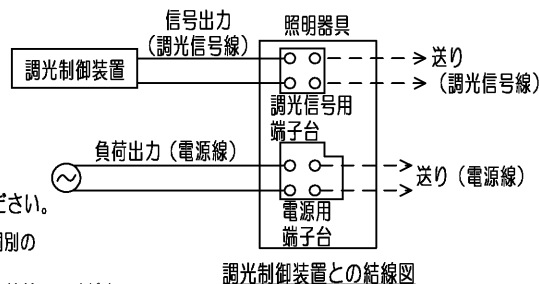 信号出力
(調光信号線)
照明器具
調光制御装置
送り
(調光信号線)
調光信号用
端子台
負荷出力(電源線)
送り(電源線)
ださい。
電源用
端子台
別の
調光制御装置との結線図